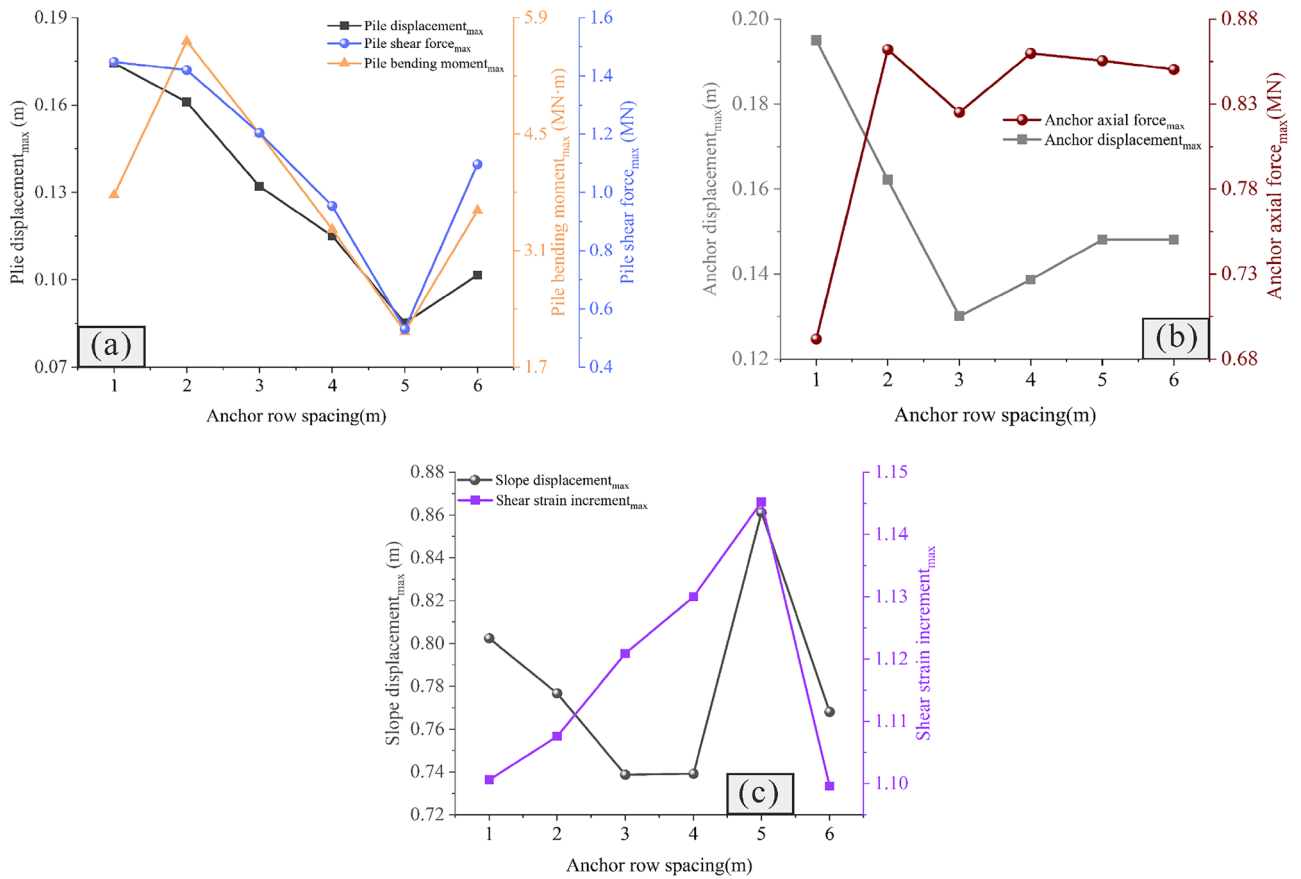 0.19
0.16
0.13
0.10
0.07
Plie displacementmax (m)
Pile displacementmax
Pile shear forcemax
Pile bending momentmax
5.9
4.5
3.1
1.7
Pile bending momentmax (MN·m)
1.6
1.4
1.2
1.0
0.8
0.6
0.4
Pile shear forcemax (MN)
(a)
1 2 3 4 5 6
Anchor row spacing(m)
0.20
0.20
0.18
0.16
0.14
0.12
Anchor displacementmax(m)
Anchor axial forcemax
Anchor displacementmax
0.88
0.83
0.78
0.73
0.68
Anchor axial forcemax(MN)
(b)
1 2 3 4 5 6
Anchor row spacing(m)
0.88
0.86
0.84
0.82
0.80
0.78
0.76
0.74
0.72
Slope displacementmax (m)
Slope displacementmax
Shear strain incrementmax
1.15
1.14
1.13
1.12
1.11
1.10
Shear strain incrementmax
(c)
1 2 3 4 5 6
Anchor row spacing(m)